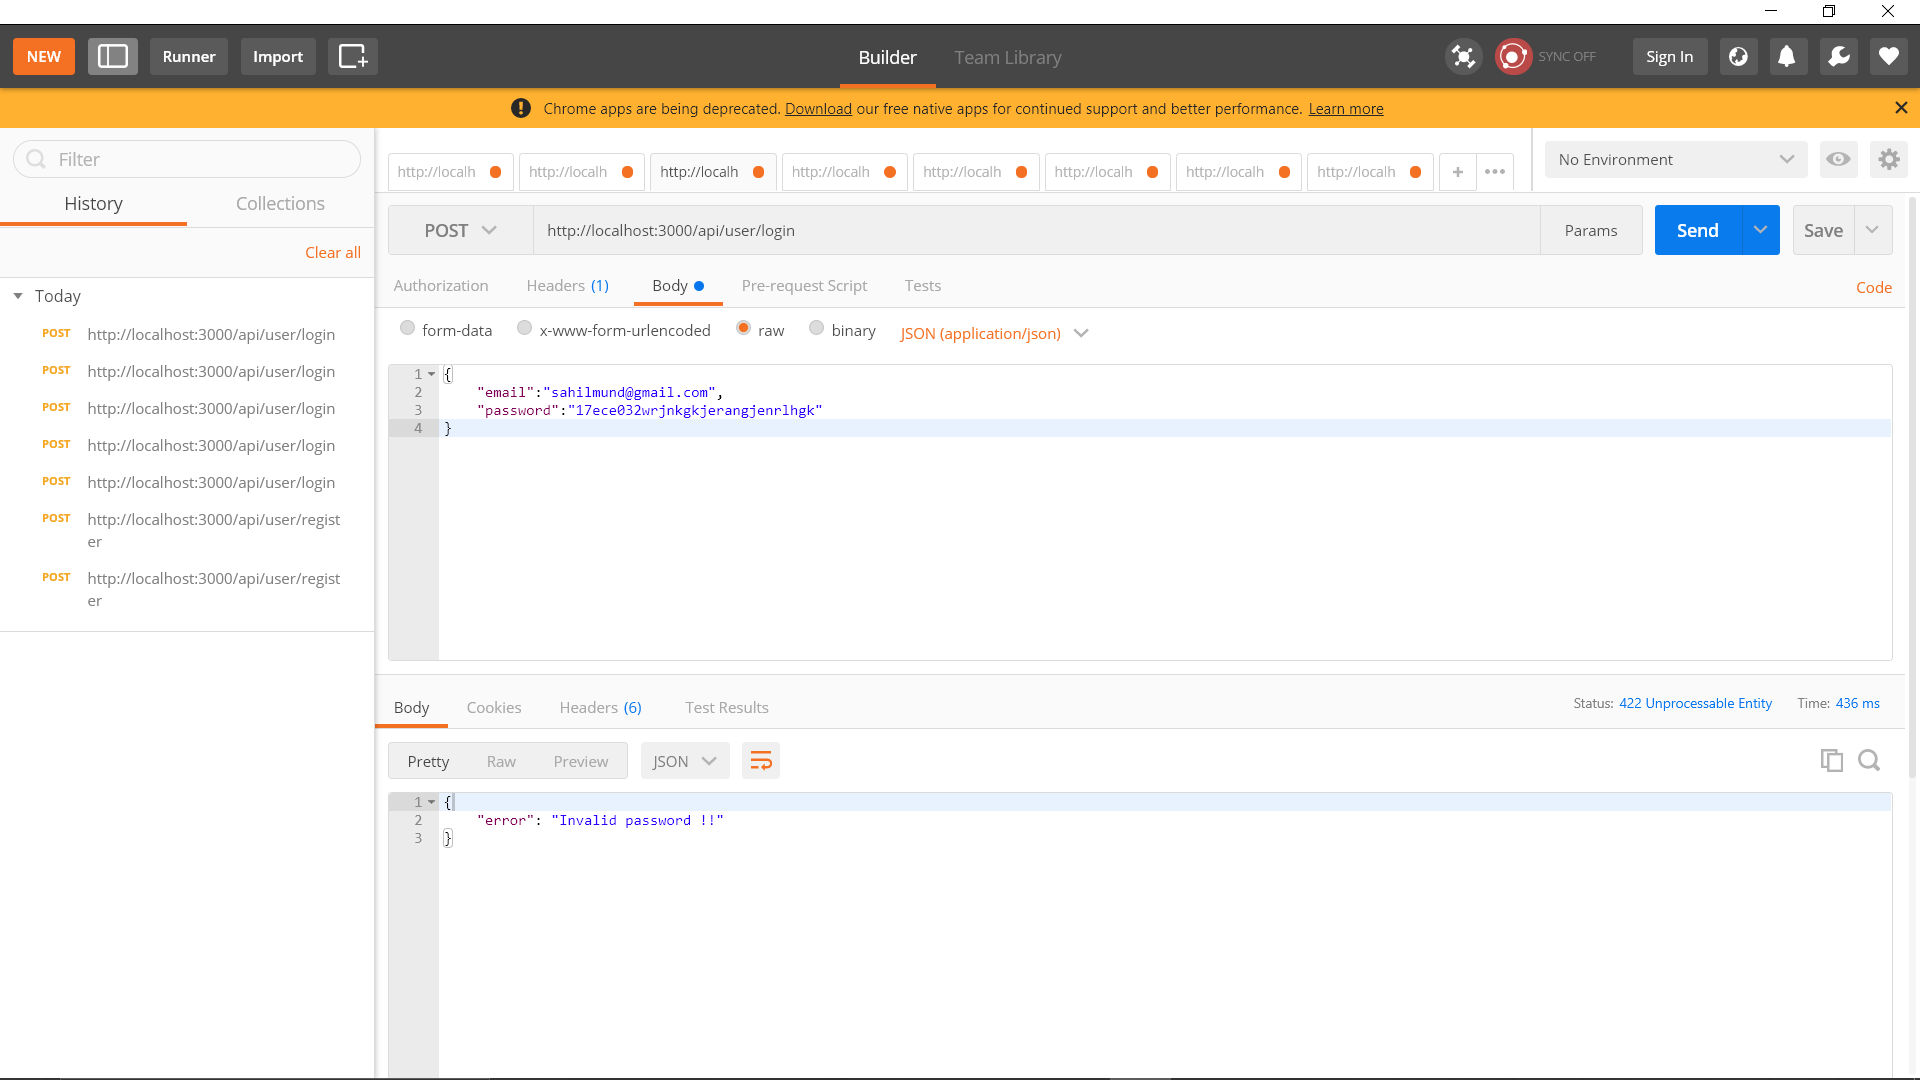 NEW
Runner
Import
Builder
Team Library
SYNC OFF
Sign In
Chrome apps are being deprecated. Download our free native apps for continued support and better performance. Learn more
Filter
History
Collections
Clear all
Today
POST http://localhost:3000/api/user/login
POST http://localhost:3000/api/user/login
POST http://localhost:3000/api/user/login
POST http://localhost:3000/api/user/login
POST http://localhost:3000/api/user/login
POST http://localhost:3000/api/user/regist
er
POST http://localhost:3000/api/user/regist
er
http://localh http://localh http://localh http://localh http://localh http://localh http://localh http://localh + •••
No Environment
POST http://localhost:3000/api/user/login Params Send Save
Authorization Headers (1) Body Pre-request Script Tests Code
form-data x-www-form-urlencoded raw binary JSON (application/json)
1 {
2 "email":"sahilmund@gmail.com",
3 "password":"17ece032wrjnkgkjerangjenrlhgk"
4 }
Body Cookies Headers (6) Test Results Status: 422 Unprocessable Entity Time: 436 ms
Pretty Raw Preview JSON
1 {
2 "error": "Invalid password !!"
3 }